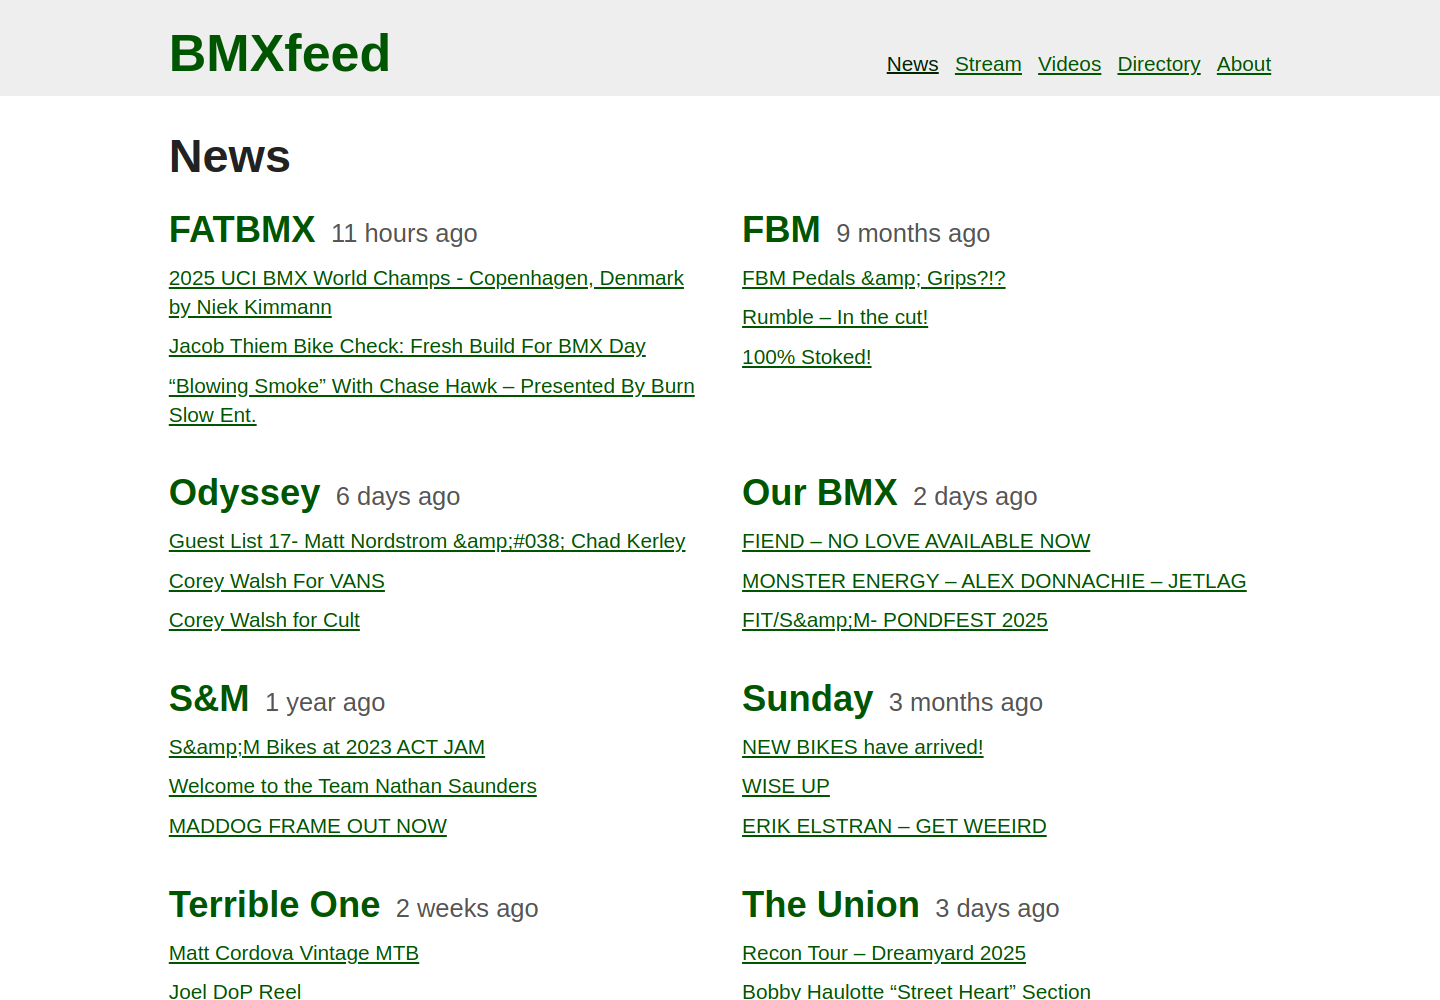 BMXfeed
News Stream Videos Directory About
News
FATBMX 11 hours ago
2025 UCI BMX World Champs - Copenhagen, Denmark
by Niek Kimmann
Jacob Thiem Bike Check: Fresh Build For BMX Day
“Blowing Smoke” With Chase Hawk – Presented By Burn
Slow Ent.
FBM 9 months ago
FBM Pedals &amp; Grips?!?
Rumble – In the cut!
100% Stoked!
Odyssey 6 days ago
Guest List 17- Matt Nordstrom &amp;#038; Chad Kerley
Corey Walsh For VANS
Corey Walsh for Cult
Our BMX 2 days ago
FIEND – NO LOVE AVAILABLE NOW
MONSTER ENERGY – ALEX DONNACHIE – JETLAG
FIT/S&amp;M- PONDFEST 2025
S&M 1 year ago
S&amp;M Bikes at 2023 ACT JAM
Welcome to the Team Nathan Saunders
MADDOG FRAME OUT NOW
Sunday 3 months ago
NEW BIKES have arrived!
WISE UP
ERIK ELSTRAN – GET WEEIRD
Terrible One 2 weeks ago
Matt Cordova Vintage MTB
Joel DoP Reel
The Union 3 days ago
Recon Tour – Dreamyard 2025
Bobby Haulotte “Street Heart” Section